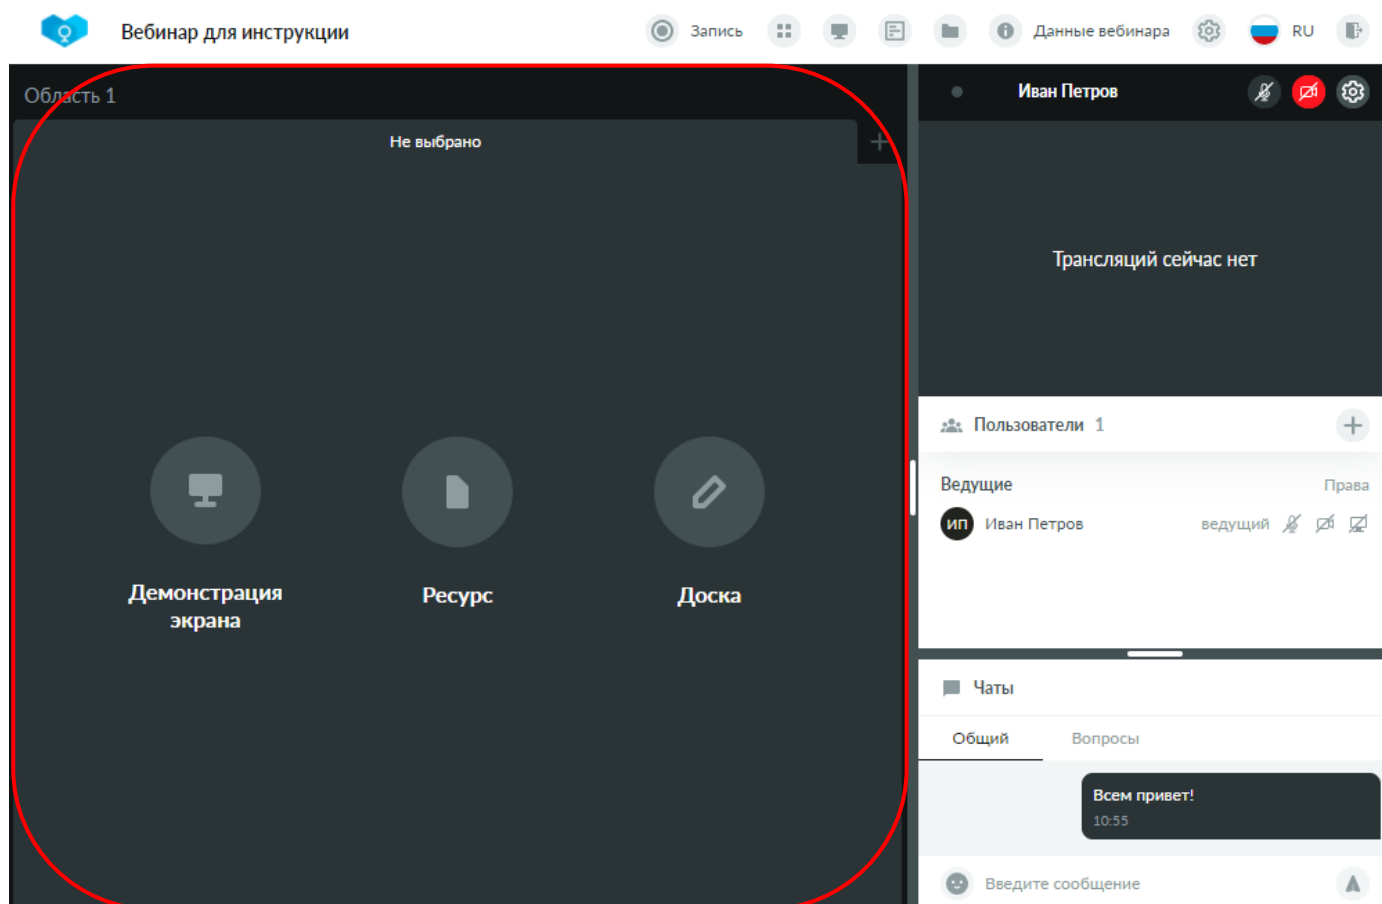 Вебинар для инструкции
Запись
Данные вебинара
RU
Область 1
Не выбрано
Демонстрация
экрана
Ресурс
Доска
Иван Петров
Трансляций сейчас нет
Пользователи 1
Ведущие
Права
ИП
Иван Петров
ведущий
Чаты
Общий
Вопросы
Всем привет!
10:55
Введите сообщение